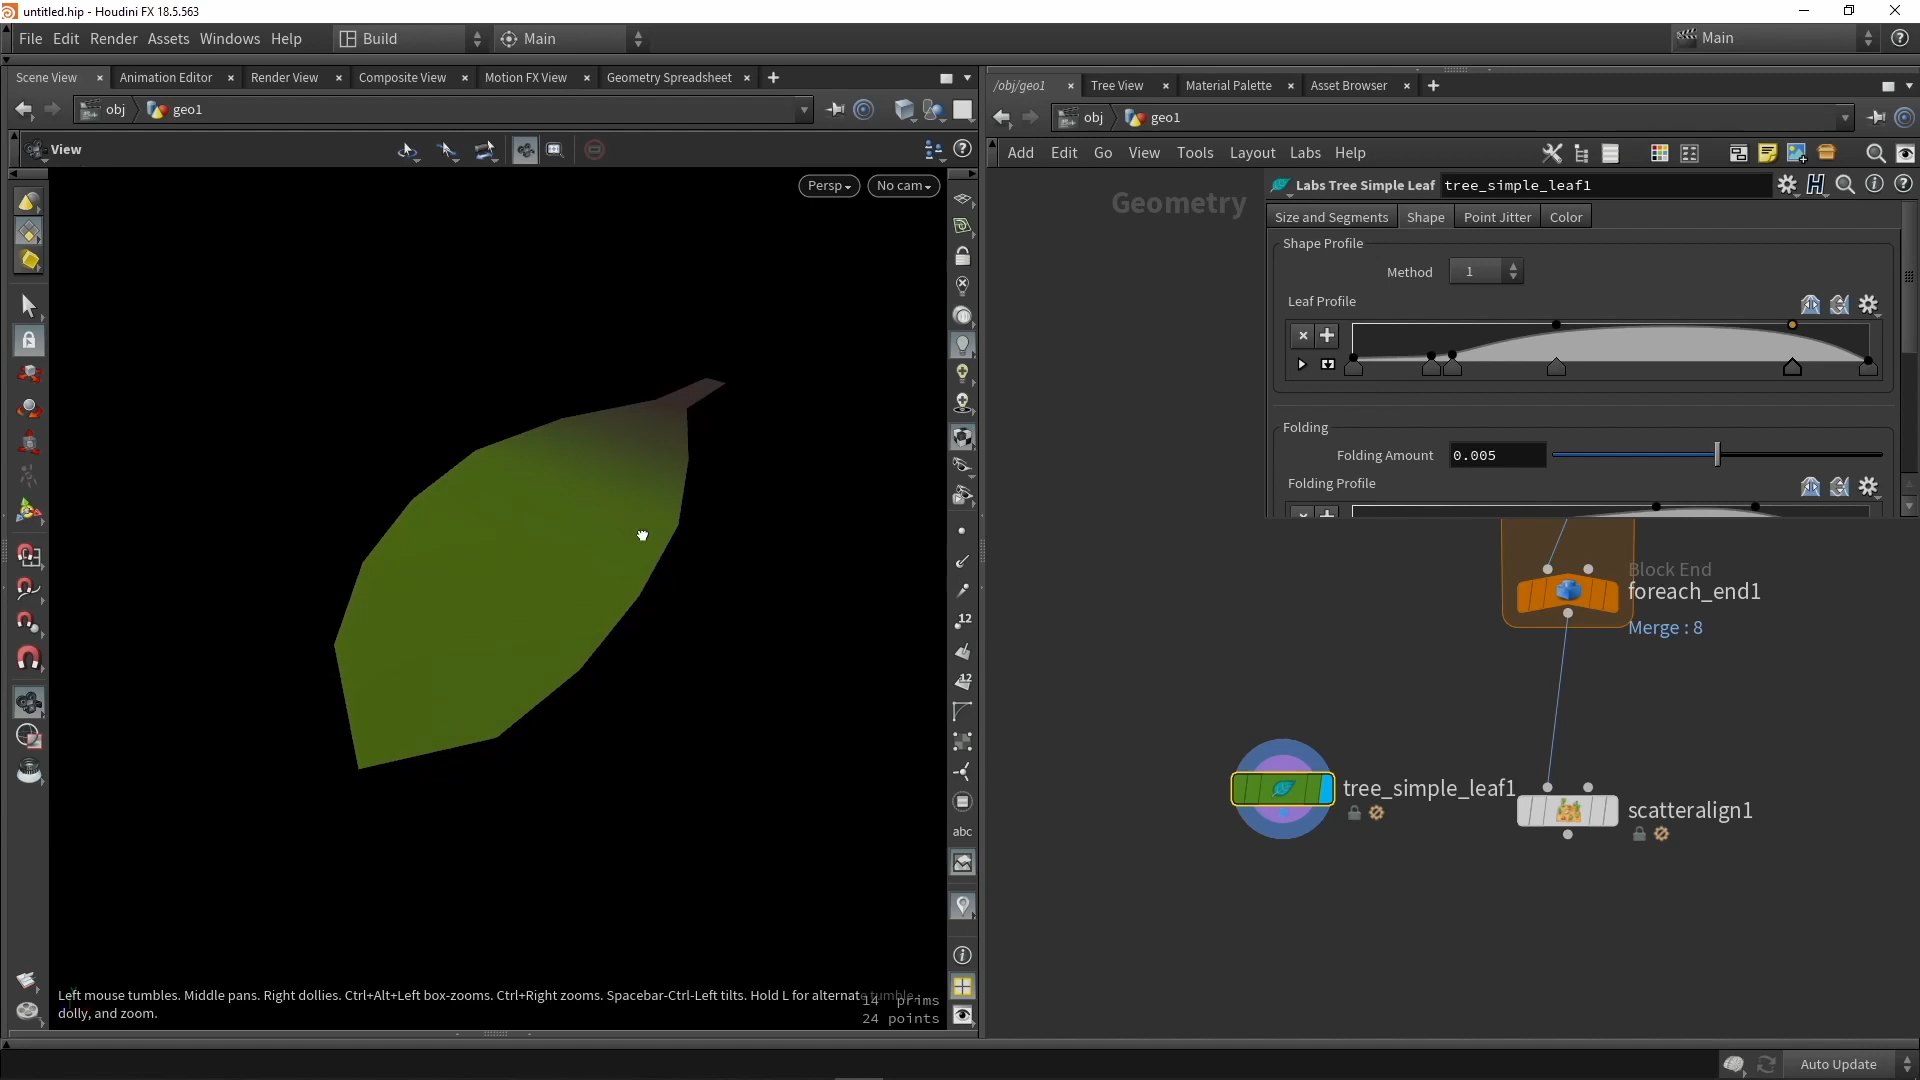 untitled.hip - Houdini FX 18.5.563
File Edit Render Assets Windows Help Build Main Main
Scene View × Animation Editor × Render View × Composite View × Motion FX View × Geometry Spreadsheet ×
obj geo1
View
Persp No cam
12
12
abc
Left mouse tumbles. Middle pans. Right dollies. Ctrl+Alt+Left box-zooms. Ctrl+Right zooms. Spacebar-Ctrl-Left tilts. Hold L for alternate tumble,
dolly, and zoom.
14 prims
24 points
/obj/geo1 × Tree View × Material Palette × Asset Browser ×
obj geo1
Add Edit Go View Tools Layout Labs Help
Geometry
Labs Tree Simple Leaf tree_simple_leaf1
Size and Segments Shape Point Jitter Color
Shape Profile
Method 1
Leaf Profile
Folding
Folding Amount 0.005
Folding Profile
Block End
foreach_end1
Merge : 8
tree_simple_leaf1
scatteralign1
Auto Update